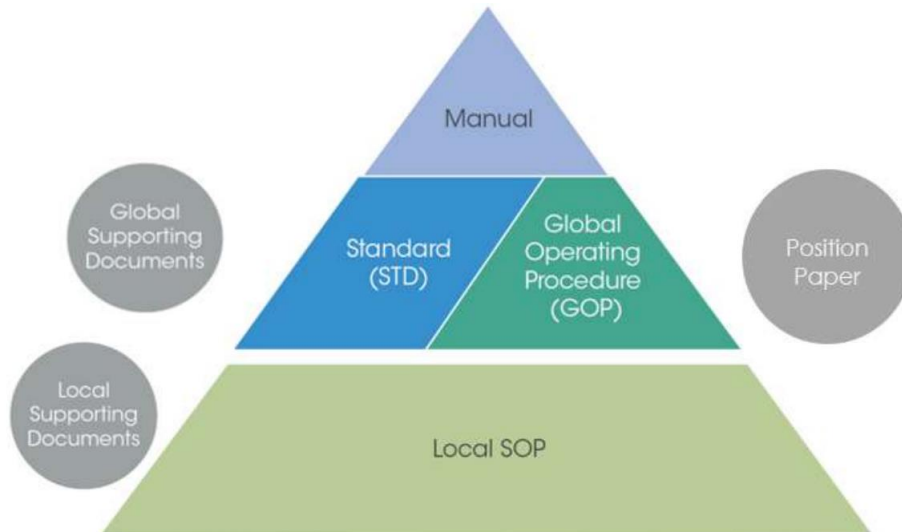 Manual
Global
Supporting
Documents
Standard
(STD)
Global
Operating
Procedure
(GOP)
Position
Paper
Local
Supporting
Documents
Local SOP